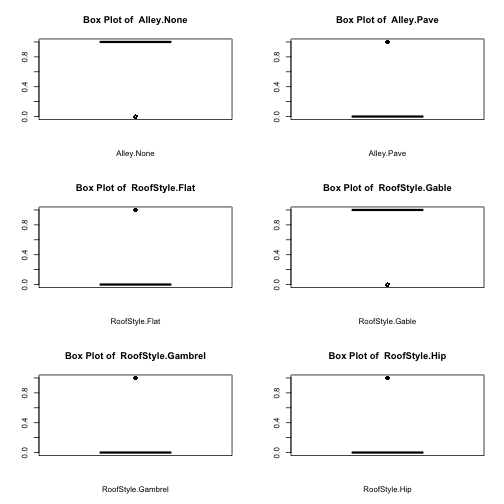 Box Plot of Alley.None
0.8
0.4
0.0
Alley.None
Box Plot of Alley.Pave
0.8
0.4
0.0
Alley.Pave
Box Plot of RoofStyle.Flat
0.8
0.4
0.0
RoofStyle.Flat
Box Plot of RoofStyle.Gable
0.8
0.4
0.0
RoofStyle.Gable
Box Plot of RoofStyle.Gambrel
0.8
0.4
0.0
RoofStyle.Gambrel
Box Plot of RoofStyle.Hip
0.8
0.4
0.0
RoofStyle.Hip